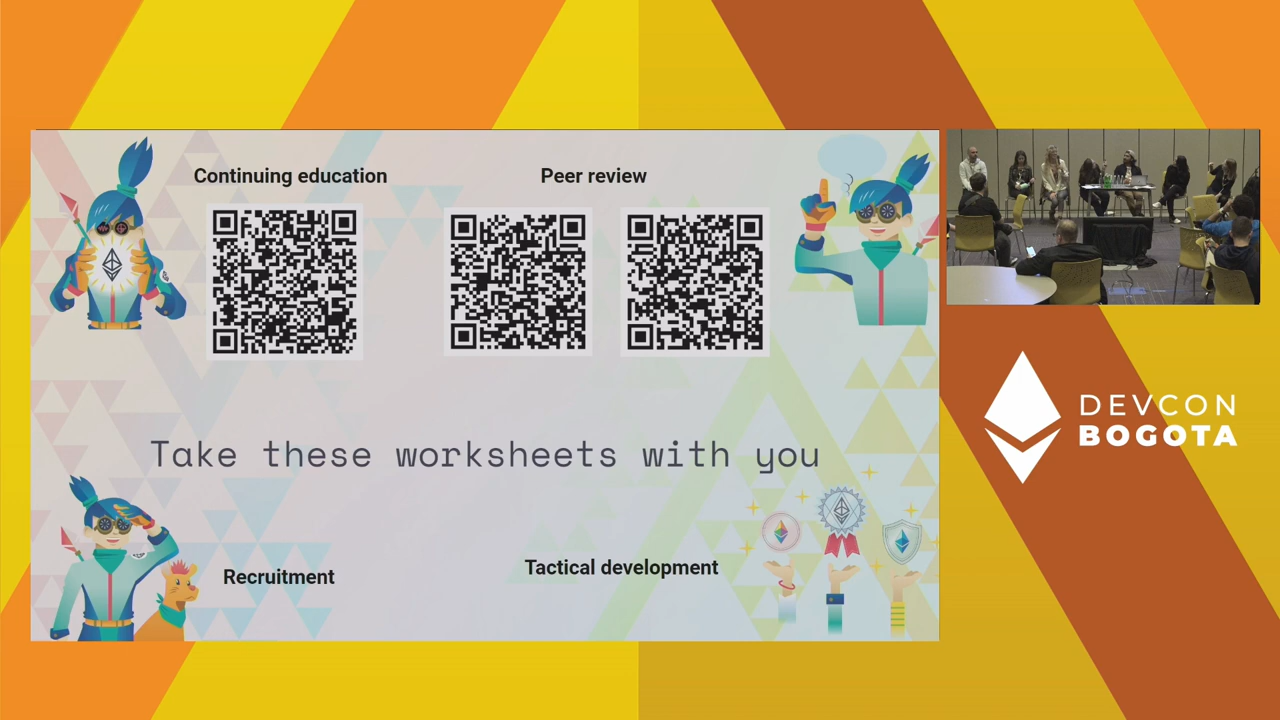 Continuing education
Peer review
Take these worksheets with you
Recruitment
Tactical development
DEVCON
BOGOTA